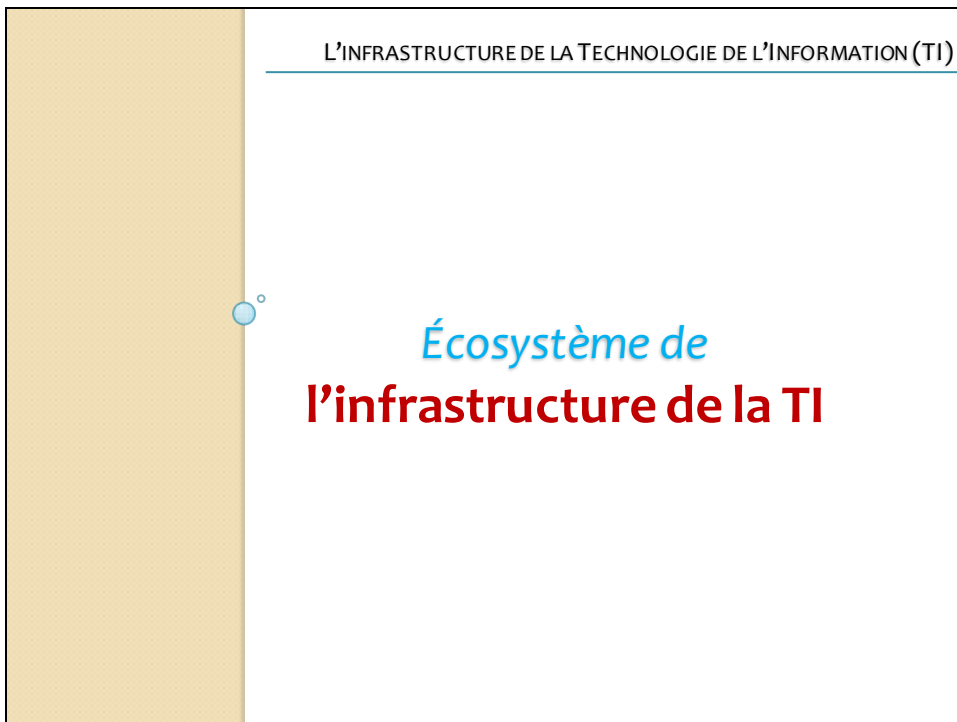 L’INFRASTRUCTURE DE LA TECHNOLOGIE DE L’INFORMATION (TI)
Écosystème de
l’infrastructure de la TI